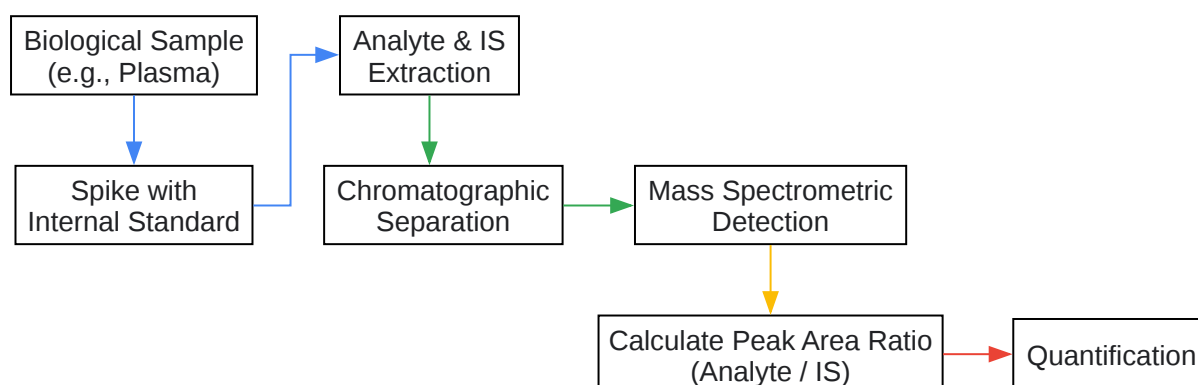 Biological Sample
(e.g., Plasma)
Spike with
Internal Standard
Analyte & IS
Extraction
Chromatographic
Separation
Mass Spectrometric
Detection
Calculate Peak Area Ratio
(Analyte / IS)
Quantification